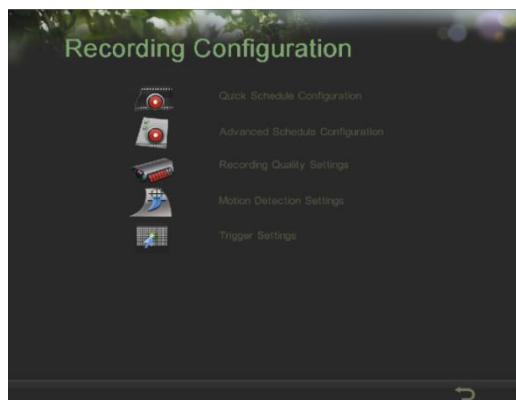 Recording Configuration
Quick Schedule Configuration
Advanced Schedule Configuration
Recording Quality Settings
Motion Detection Settings
Trigger Settings